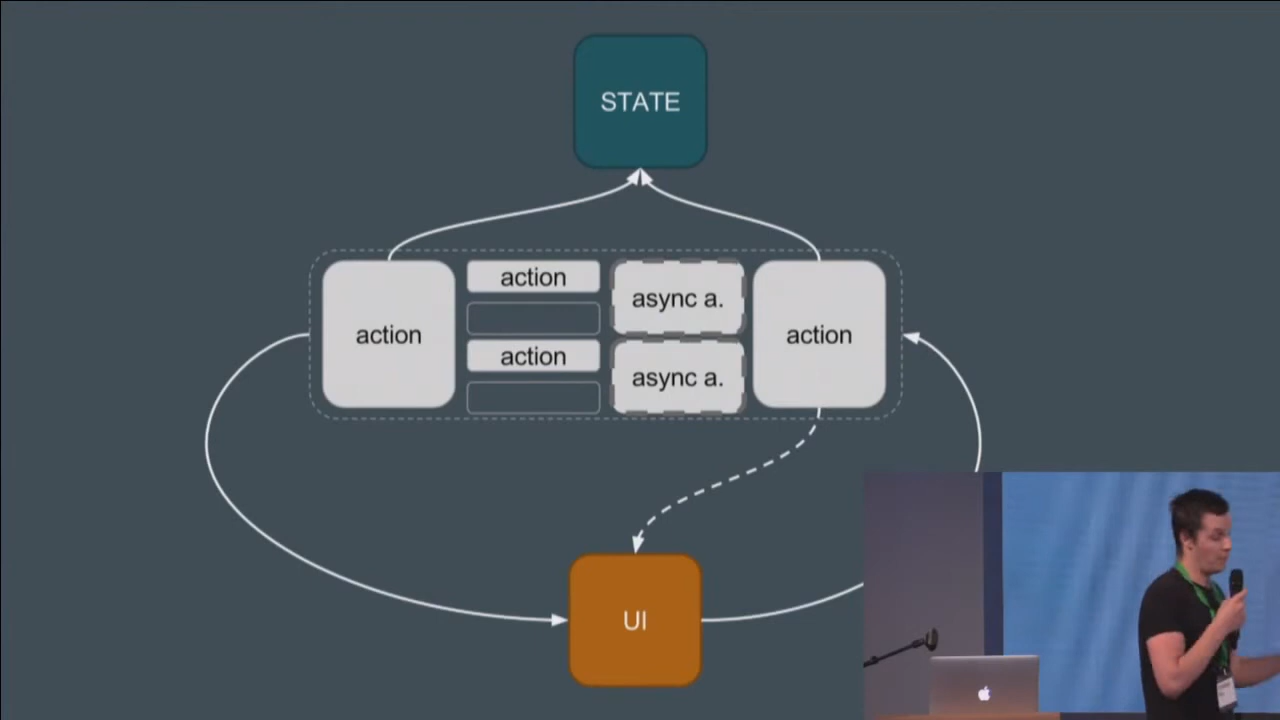 STATE
action
action
action
async a.
async a.
action
UI